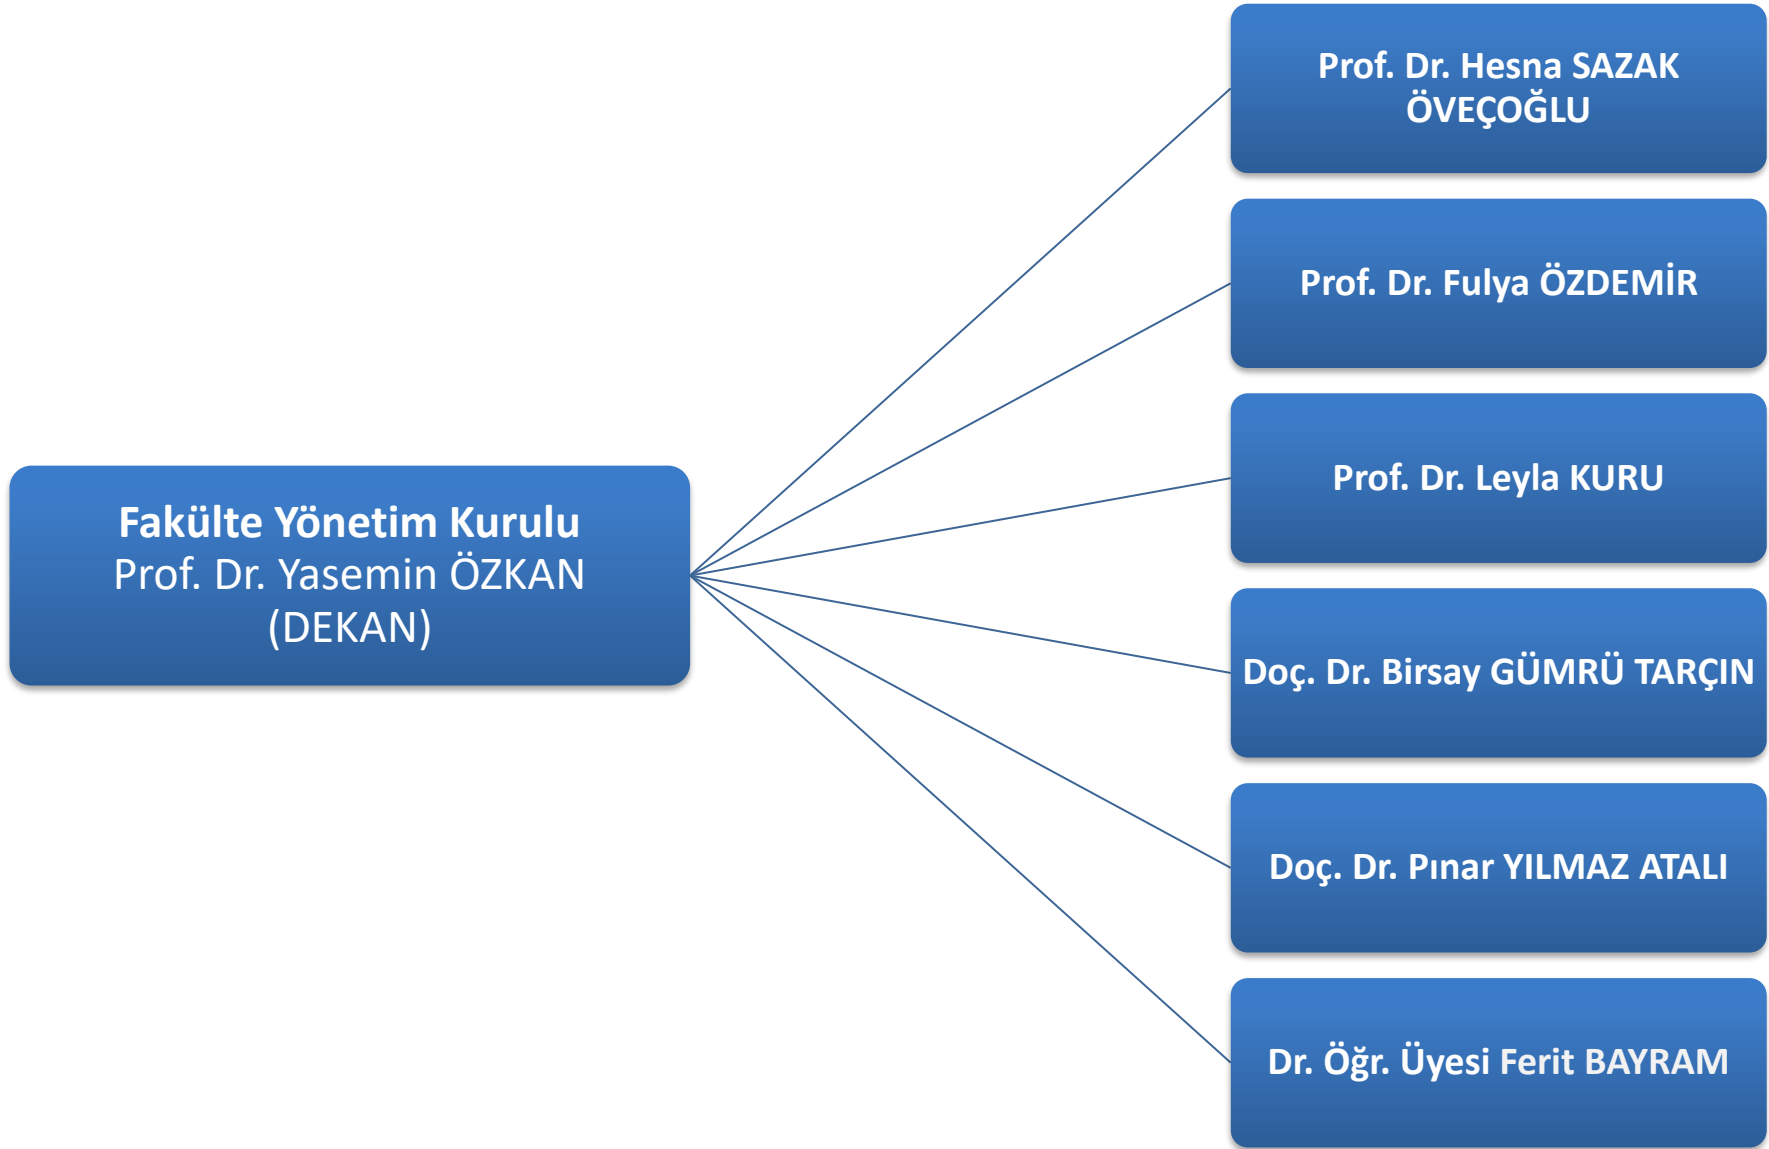 Prof. Dr. Hesna SAZAK
ÖVEÇOĞLU
Prof. Dr. Fulya ÖZDEMİR
Prof. Dr. Leyla KURU
Fakülte Yönetim Kurulu
Prof. Dr. Yasemin ÖZKAN
(DEKAN)
Doç. Dr. Birsay GÜMRÜ TARÇIN
Doç. Dr. Pınar YILMAZ ATALI
Dr. Öğr. Üyesi Ferit BAYRAM